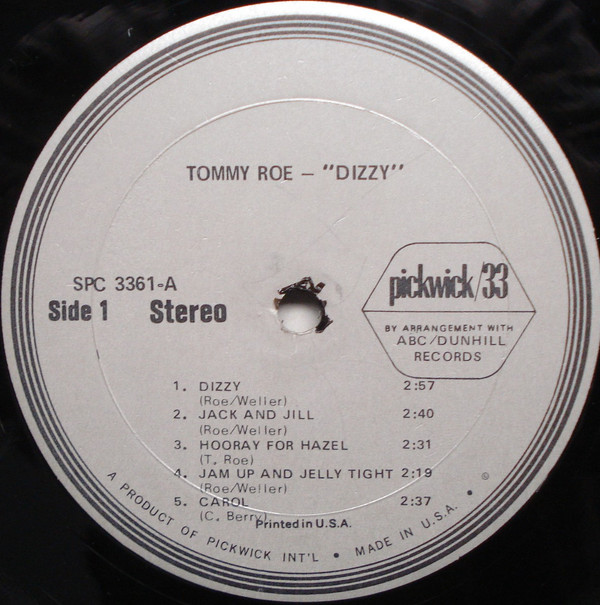 TOMMY ROE – "DIZZY"
SPC 3361-A
Side 1 Stereo
pickwick/33
BY ARRANGEMENT WITH
ABC/DUNHILL
RECORDS
1. DIZZY 2:57
(Roe/Weller)
2. JACK AND JILL 2:40
(Roe/Weller)
3. HOORAY FOR HAZEL 2:31
(T. Roe)
4. JAM UP AND JELLY TIGHT 2:19
(Roe/Weller)
5. CAROL 2:37
(C. Berry)
Printed in U.S.A.
A PRODUCT OF PICKWICK INT'L • MADE IN U.S.A. •